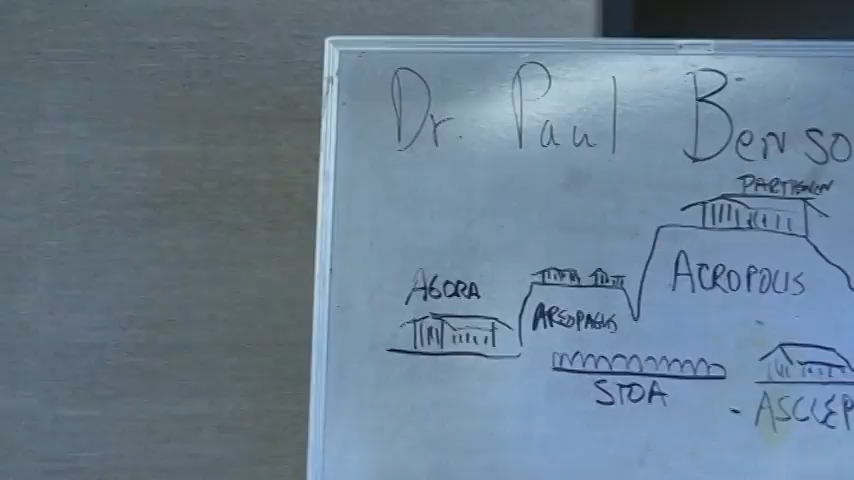 Dr. Paul Benso
PARTHENON
ACROPOLIS
AGORA
AREOPAGUS
STOA
- ASCLEP